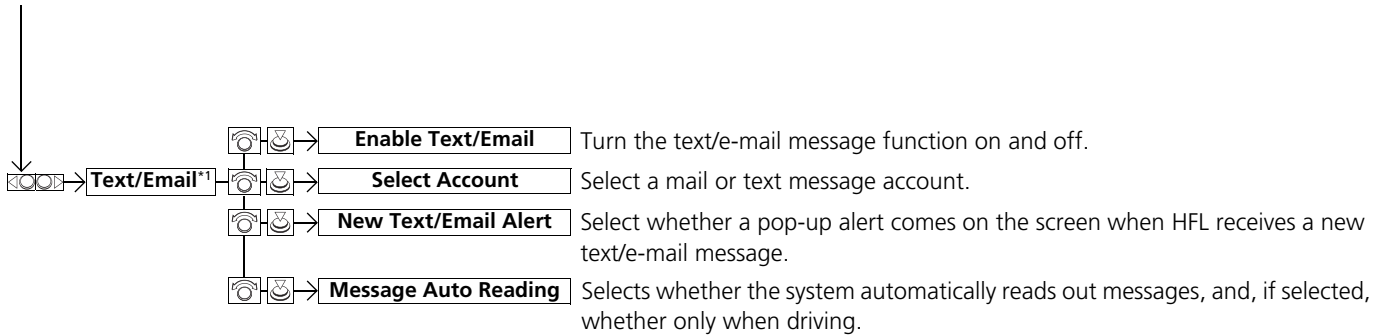 Enable Text/Email Turn the text/e-mail message function on and off.
Text/Email*1 Select Account Select a mail or text message account.
New Text/Email Alert Select whether a pop-up alert comes on the screen when HFL receives a new
text/e-mail message.
Message Auto Reading Selects whether the system automatically reads out messages, and, if selected,
whether only when driving.